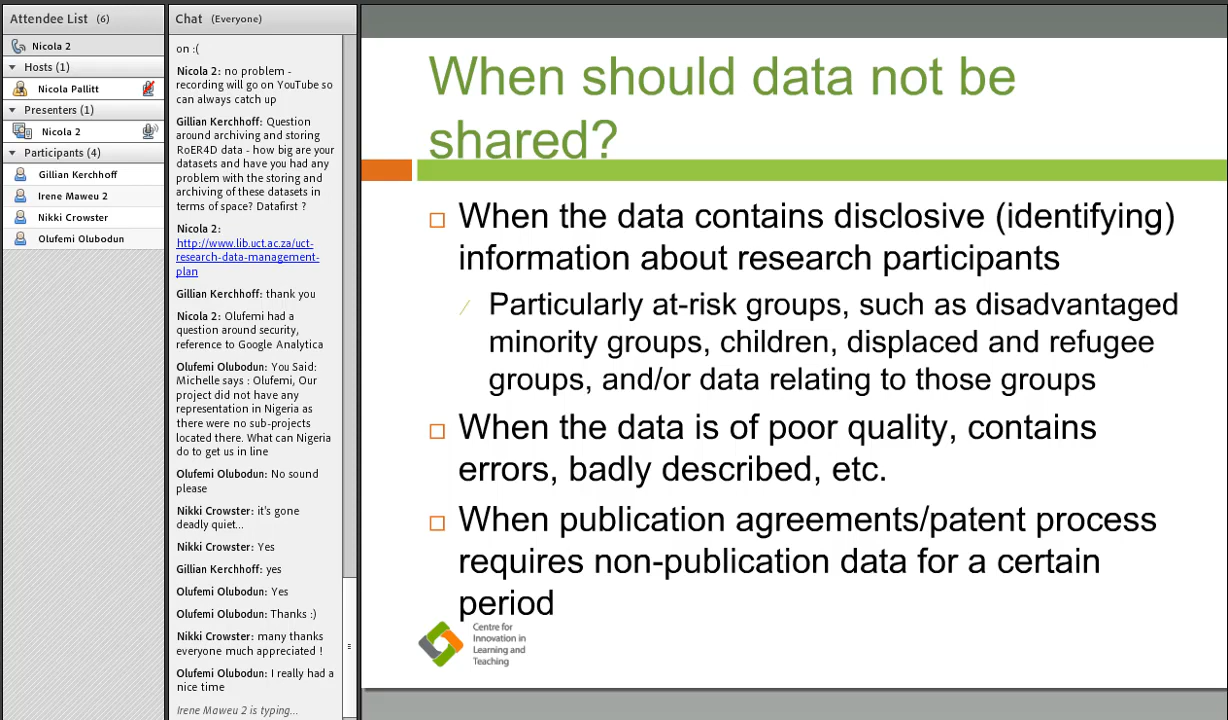 Attendee List (6)
Nicola 2
Hosts (1)
Nicola Pallitt
Presenters (1)
Nicola 2
Participants (4)
Gillian Kerchhoff
Irene Maweu 2
Nikki Crowster
Olufemi Olubodun
Chat (Everyone)
on :(
Nicola 2: no problem -
recording will go on YouTube so
can always catch up
Gillian Kerchhoff: Question
around archiving and storing
RoER4D data - how big are your
datasets and have you had any
problem with the storing and
archiving of these datasets in
terms of space? Datafirst ?
Nicola 2:
http://www.lib.uct.ac.za/uct-
research-data-management-
plan
Gillian Kerchhoff: thank you
Nicola 2: Olufemi had a
question around security,
reference to Google Analytica
Olufemi Olubodun: You Said:
Michelle says : Olufemi, Our
project did not have any
representation in Nigeria as
there were no sub-projects
located there. What can Nigeria
do to get us in line
Olufemi Olubodun: No sound
please
Nikki Crowster: it's gone
deadly quiet...
Nikki Crowster: Yes
Gillian Kerchhoff: yes
Olufemi Olubodun: Yes
Olufemi Olubodun: Thanks :)
Nikki Crowster: many thanks
everyone much appreciated !
Olufemi Olubodun: I really had a
nice time
Irene Maweu 2 is typing...
When should data not be
shared?
When the data contains disclosive (identifying)
information about research participants
Particularly at-risk groups, such as disadvantaged
minority groups, children, displaced and refugee
groups, and/or data relating to those groups
When the data is of poor quality, contains
errors, badly described, etc.
When publication agreements/patent process
requires non-publication data for a certain
period
Centre for
Innovation in
Learning and
Teaching